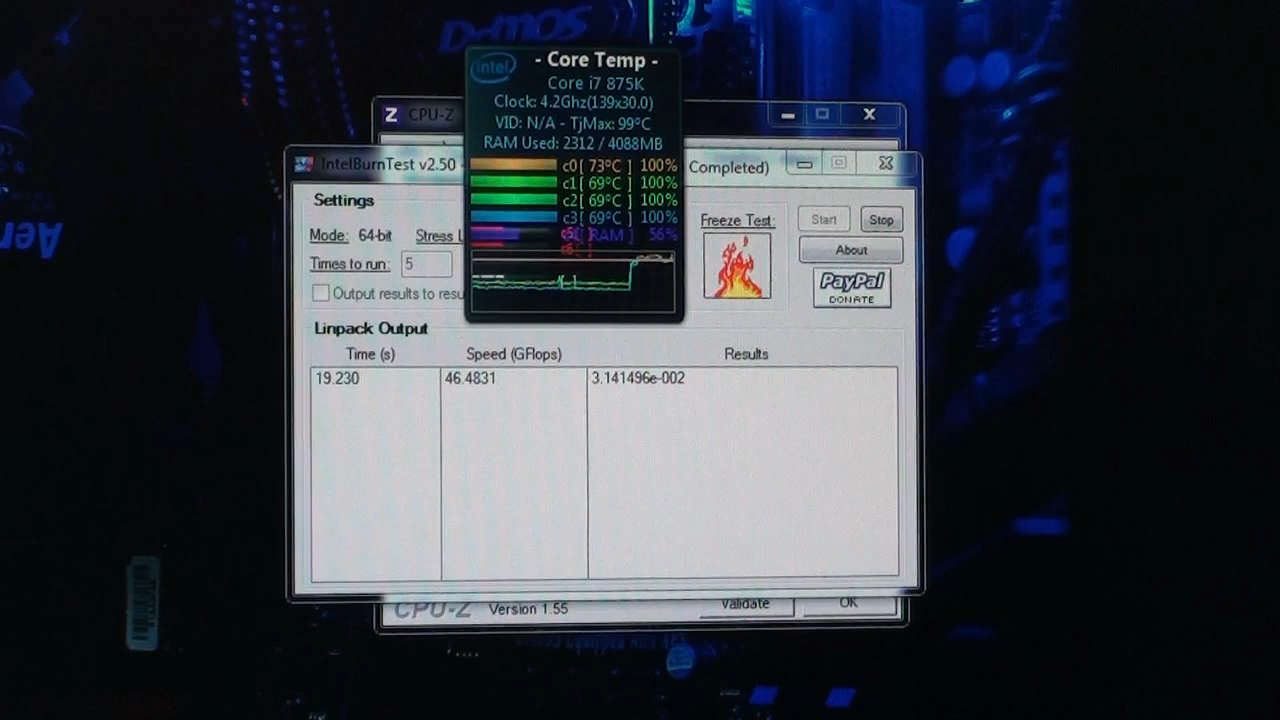 DEMOS
intel
- Core Temp -
Core i7 875K
Clock: 4.2Ghz(139x30.0)
VID: N/A - TjMax: 99°C
RAM Used: 2312 / 4088MB
c0[ 73°C ] 100%
c1[ 69°C ] 100%
c2[ 69°C ] 100%
c3[ 69°C ] 100%
RAM ] 56%
Z CPU-Z
IntelBurnTest v2.50
Completed)
Settings
Mode: 64-bit Stress
Times to run: 5
Output results to
Freeze Test:
Start Stop
About
PayPal
DONATE
Linpack Output
Time (s) Speed (GFlops) Results
19.230 46.4831 3.141496e-002
CPU-Z Version 1.55 Validate OK
Aer